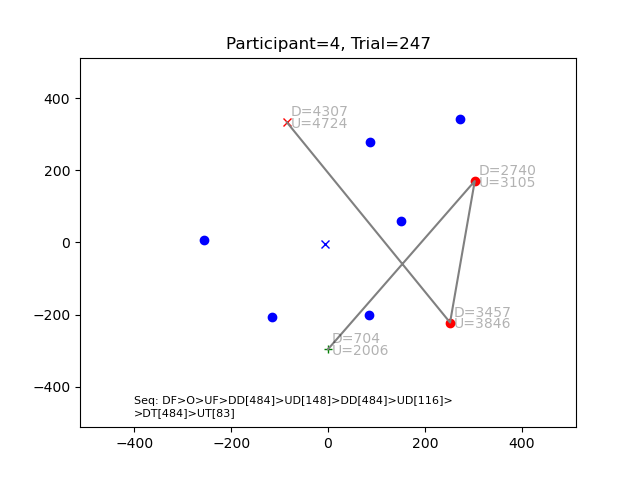 Participant=4, Trial=247
400
200
0
−200
−400
D=4307
U=4724
D=2740
U=3105
D=3457
U=3846
D=704
U=2006
Seq: DF>O>UF>DD[484]>UD[148]>DD[484]>UD[116]>
>DT[484]>UT[83]
−400
−200
0
200
400